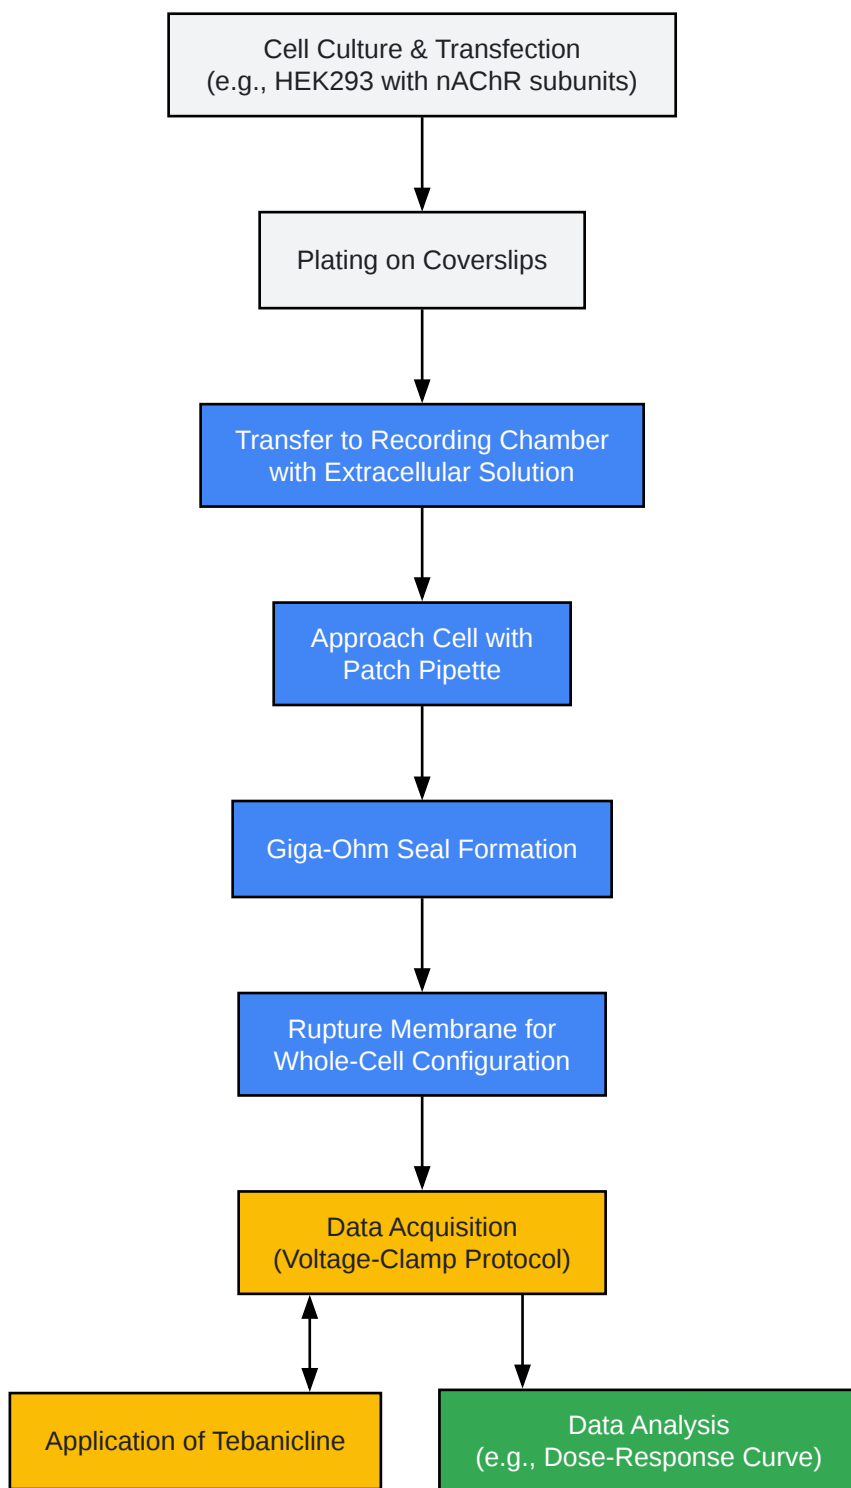 Cell Culture & Transfection
(e.g., HEK293 with nAChR subunits)
Plating on Coverslips
Transfer to Recording Chamber
with Extracellular Solution
Approach Cell with
Patch Pipette
Giga-Ohm Seal Formation
Rupture Membrane for
Whole-Cell Configuration
Data Acquisition
(Voltage-Clamp Protocol)
Application of Tebanicline
Data Analysis
(e.g., Dose-Response Curve)